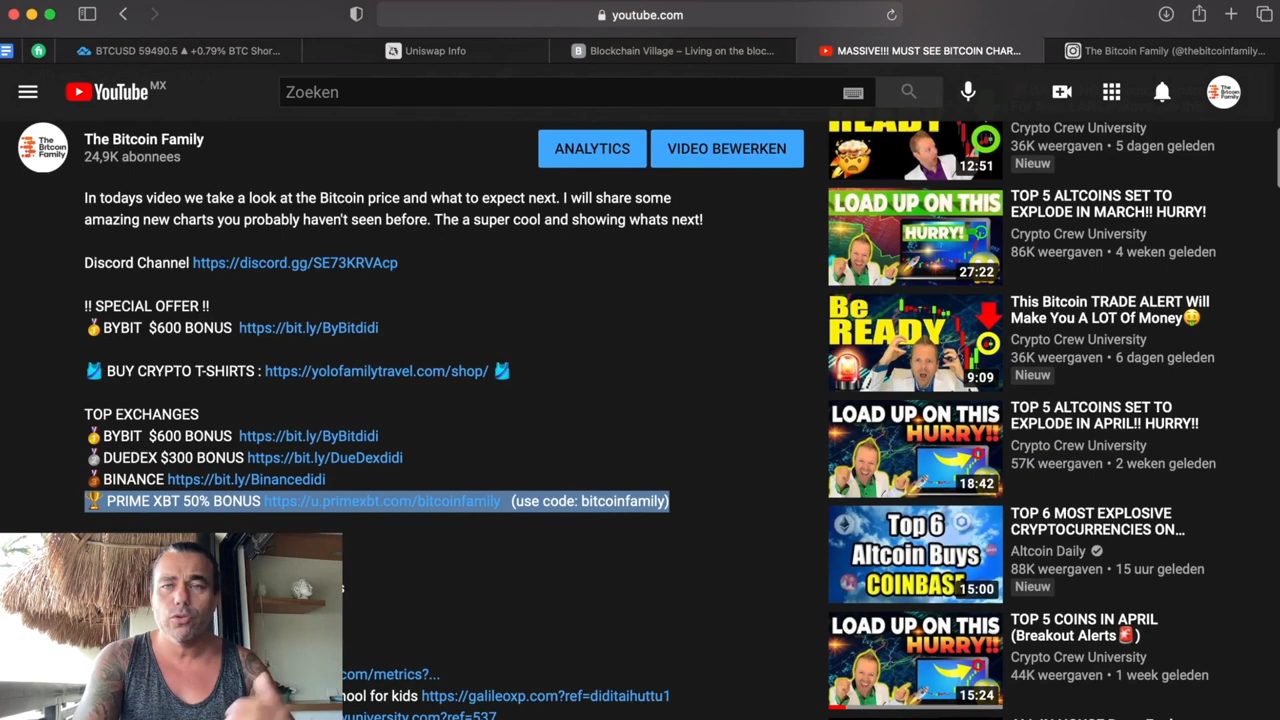 youtube.com
BTCUSD 59490.5 ▲ +0.79% BTC Shor...
Uniswap Info
Blockchain Village – Living on the bloc...
MASSIVE!!! MUST SEE BITCOIN CHAR...
The Bitcoin Family (@thebitcoinfamily...
YouTube MX
Zoeken
The Bitcoin Family
24,9K abonnees
ANALYTICS
VIDEO BEWERKEN
In todays video we take a look at the Bitcoin price and what to expect next. I will share some
amazing new charts you probably haven't seen before. The a super cool and showing whats next!
Discord Channel https://discord.gg/SE73KRVAcp
!! SPECIAL OFFER !!
🥇BYBIT $600 BONUS https://bit.ly/ByBitdidi
🎽 BUY CRYPTO T-SHIRTS : https://yolofamilytravel.com/shop/ 🎽
TOP EXCHANGES
🥇BYBIT $600 BONUS https://bit.ly/ByBitdidi
🥈DUEDEX $300 BONUS https://bit.ly/DueDexdidi
🥉BINANCE https://bit.ly/Binancedidi
🏆 PRIME XBT 50% BONUS https://u.primexbt.com/bitcoinfamily (use code: bitcoinfamily)
com/metrics?...
hool for kids https://galileoxp.com?ref=diditaihuttu1
university.com?ref=537
READY
12:51
Crypto Crew University
36K weergaven • 5 dagen geleden
Nieuw
LOAD UP ON THIS
HURRY!
27:22
TOP 5 ALTCOINS SET TO
EXPLODE IN MARCH!! HURRY!
Crypto Crew University
86K weergaven • 4 weken geleden
Be
READY
9:09
This Bitcoin TRADE ALERT Will
Make You A LOT Of Money🤑
Crypto Crew University
36K weergaven • 6 dagen geleden
Nieuw
LOAD UP ON THIS
HURRY!!
18:42
TOP 5 ALTCOINS SET TO
EXPLODE IN APRIL!! HURRY!!
Crypto Crew University
57K weergaven • 2 weken geleden
Top 6
Altcoin Buys
COINBASE
15:00
TOP 6 MOST EXPLOSIVE
CRYPTOCURRENCIES ON...
Altcoin Daily
88K weergaven • 15 uur geleden
Nieuw
LOAD UP ON THIS
HURRY!!
15:24
TOP 5 COINS IN APRIL
(Breakout Alerts🚨)
Crypto Crew University
44K weergaven • 1 week geleden